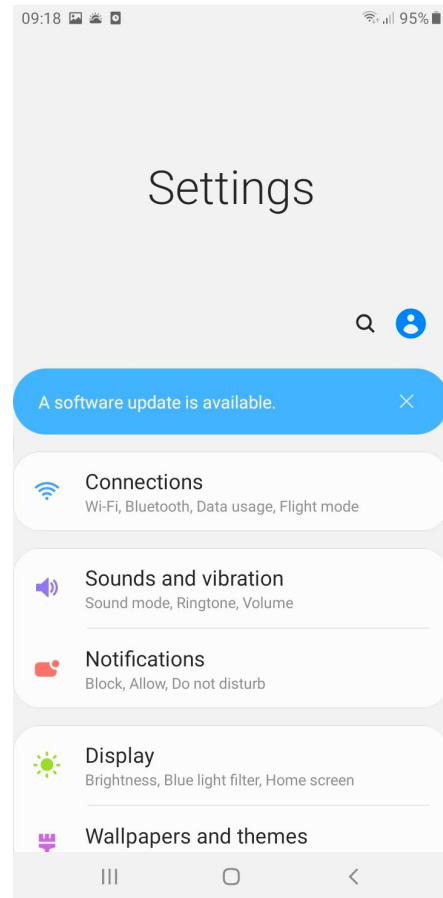 09:18 95%
Settings
A software update is available.
Connections
Wi-Fi, Bluetooth, Data usage, Flight mode
Sounds and vibration
Sound mode, Ringtone, Volume
Notifications
Block, Allow, Do not disturb
Display
Brightness, Blue light filter, Home screen
Wallpapers and themes